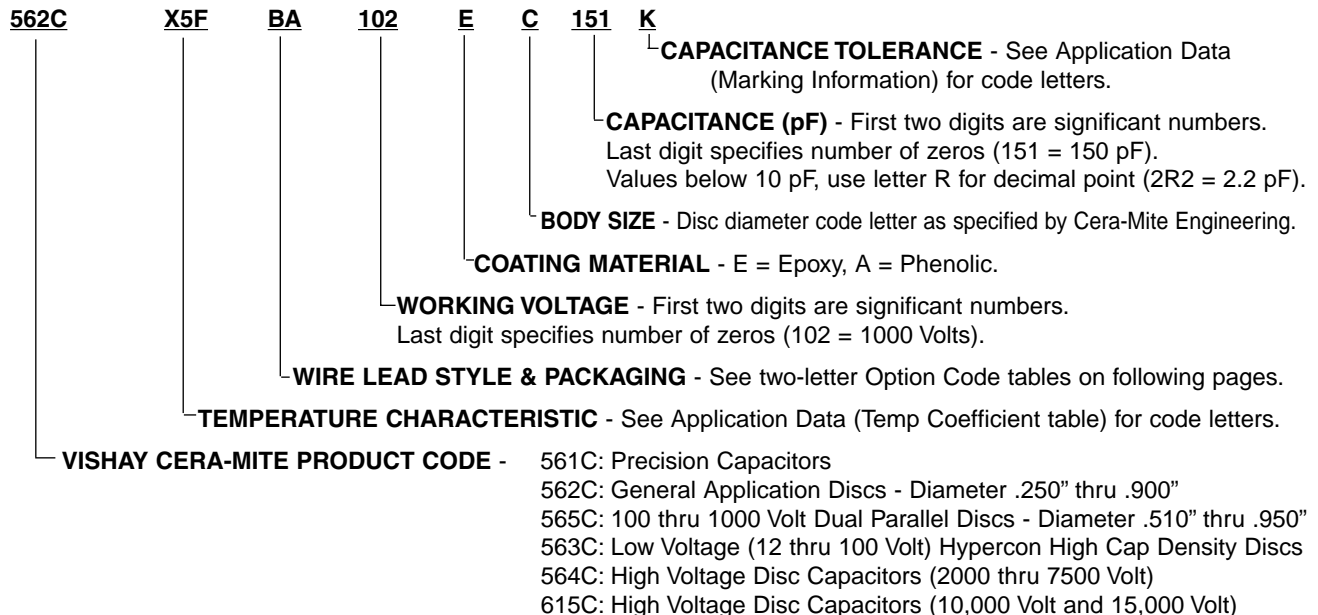 562C X5F BA 102 E C 151 K
CAPACITANCE TOLERANCE - See Application Data
(Marking Information) for code letters.
CAPACITANCE (pF) - First two digits are significant numbers.
Last digit specifies number of zeros (151 = 150 pF).
Values below 10 pF, use letter R for decimal point (2R2 = 2.2 pF).
BODY SIZE - Disc diameter code letter as specified by Cera-Mite Engineering.
COATING MATERIAL - E = Epoxy, A = Phenolic.
WORKING VOLTAGE - First two digits are significant numbers.
Last digit specifies number of zeros (102 = 1000 Volts).
WIRE LEAD STYLE & PACKAGING - See two-letter Option Code tables on following pages.
TEMPERATURE CHARACTERISTIC - See Application Data (Temp Coefficient table) for code letters.
VISHAY CERA-MITE PRODUCT CODE - 561C: Precision Capacitors
562C: General Application Discs - Diameter .250” thru .900”
565C: 100 thru 1000 Volt Dual Parallel Discs - Diameter .510” thru .950”
563C: Low Voltage (12 thru 100 Volt) Hypercon High Cap Density Discs
564C: High Voltage Disc Capacitors (2000 thru 7500 Volt)
615C: High Voltage Disc Capacitors (10,000 Volt and 15,000 Volt)